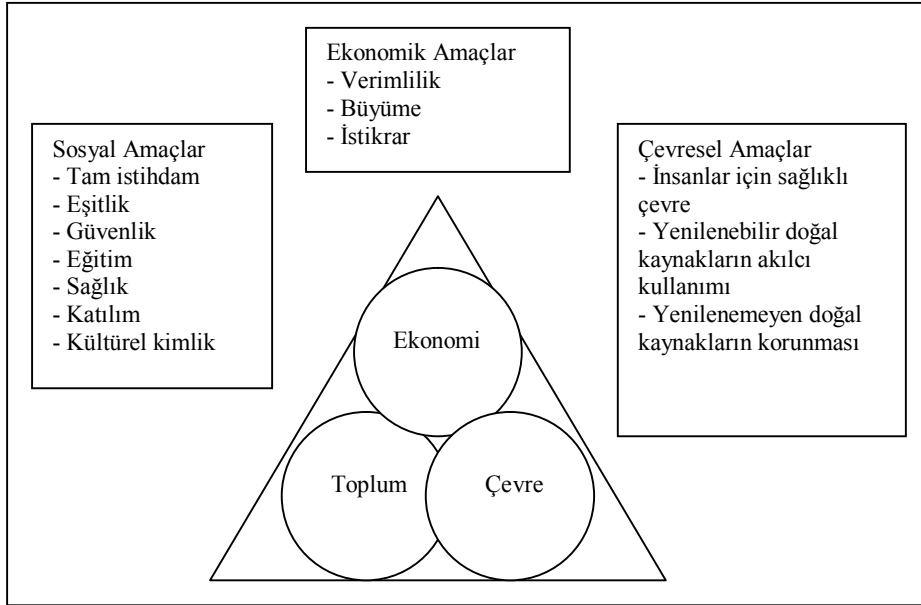 Ekonomik Amaçlar
- Verimlilik
- Büyüme
- İstikrar
Sosyal Amaçlar
- Tam istihdam
- Eşitlik
- Güvenlik
- Eğitim
- Sağlık
- Katılım
- Kültürel kimlik
Çevresel Amaçlar
- İnsanlar için sağlıklı
çevre
- Yenilenebilir doğal
kaynakların akılcı
kullanımı
- Yenilenemeyen doğal
kaynakların korunması
Ekonomi
Toplum
Çevre